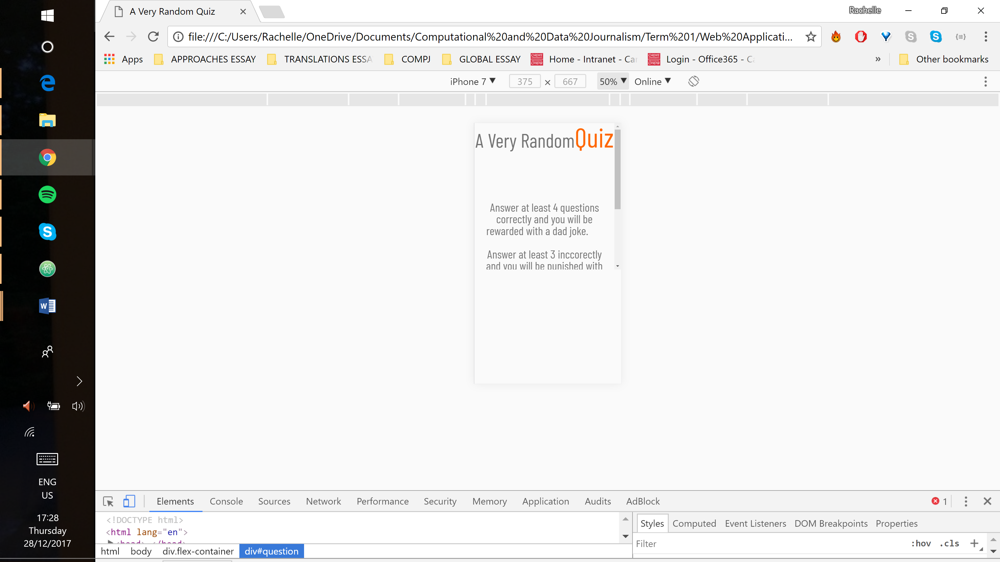 A Very Random Quiz
Rachelle
file:///C:/Users/Rachelle/OneDrive/Documents/Computational%20and%20Data%20Journalism/Term%201/Web%20Applicati...
Apps APPROACHES ESSAY TRANSLATIONS ESSA COMPJ GLOBAL ESSAY Home - Intranet - Car Login - Office365 - Ca » Other bookmarks
iPhone 7 375 × 667 50% Online
A Very Random Quiz
Answer at least 4 questions
correctly and you will be
rewarded with a dad joke.
Answer at least 3 inccorectly
and you will be punished with
ENG
US
17:28
Thursday
28/12/2017
Elements Console Sources Network Performance Security Memory Application Audits AdBlock 1
<!DOCTYPE html>
<html lang="en">
<head>…</head>
html body div.flex-container div#question
Styles Computed Event Listeners DOM Breakpoints Properties
Filter :hov .cls +